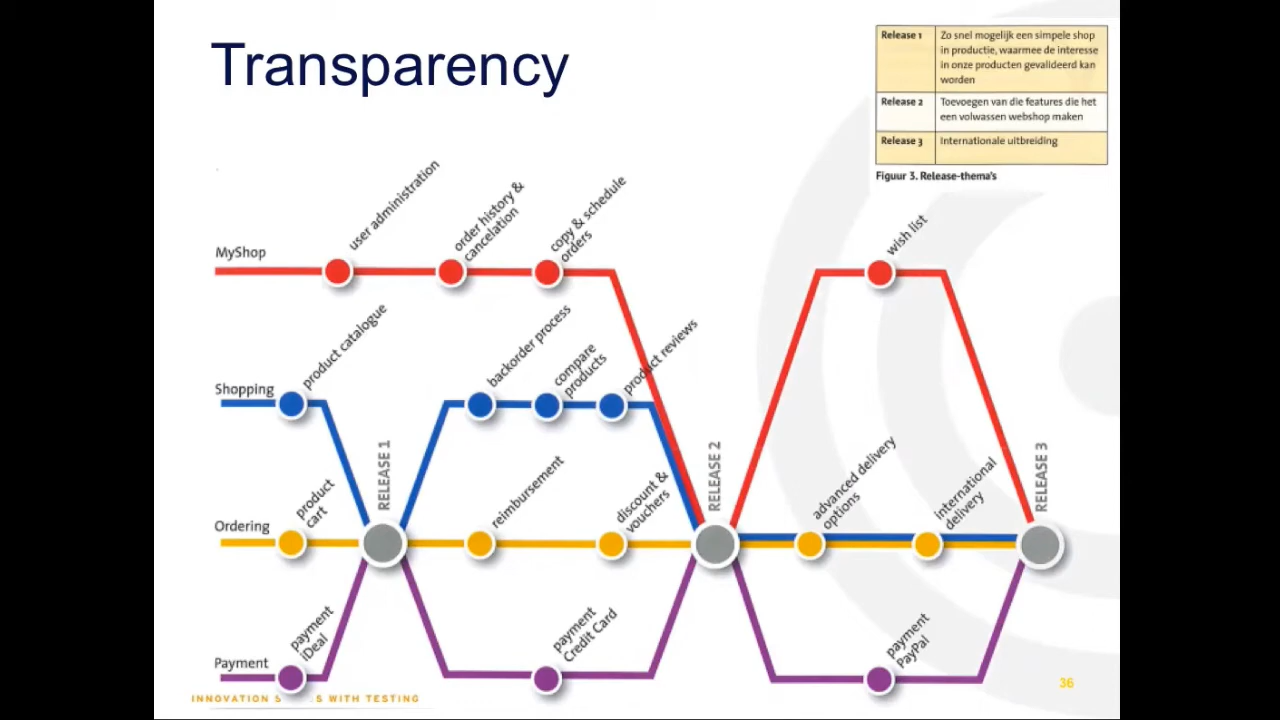 Transparency
Release 1
Zo snel mogelijk een simpele shop
in productie, waarmee de interesse
in onze producten gevalideerd kan
worden
Release 2
Toevoegen van die features die het
een volwassen webshop maken
Release 3
Internationale uitbreiding
Figuur 3. Release-thema's
MyShop
user administration
order history &
cancelation
copy & schedule
orders
wish list
Shopping
product catalogue
backorder process
compare
products
product reviews
RELEASE 1
RELEASE 2
RELEASE 3
Ordering
product
cart
reimbursement
discount &
vouchers
advanced delivery
options
international
delivery
Payment
payment
iDeal
payment
Credit Card
payment
PayPal
INNOVATION S S WITH TESTING
36